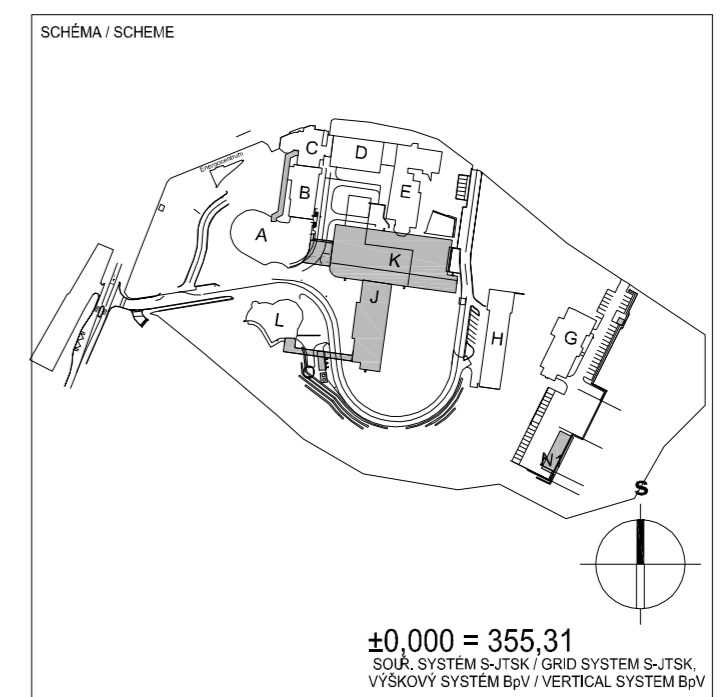 SCHÉMA / SCHEME
Energocentrum
C
D
B
E
A
K
J
L
H
G
N1
S
±0,000 = 355,31
SOUŘ. SYSTÉM S-JTSK / GRID SYSTEM S-JTSK,
VÝŠKOVÝ SYSTÉM BpV / VERTICAL SYSTEM BpV